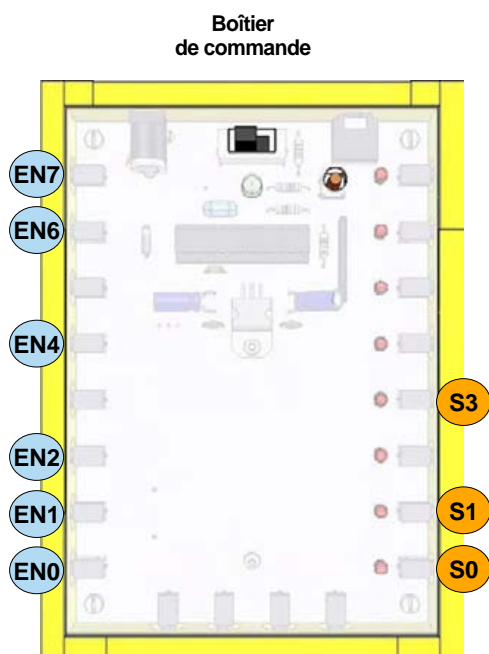 Boîtier
de commande
EN7
EN6
EN4
S3
EN2
EN1
S1
EN0
S0